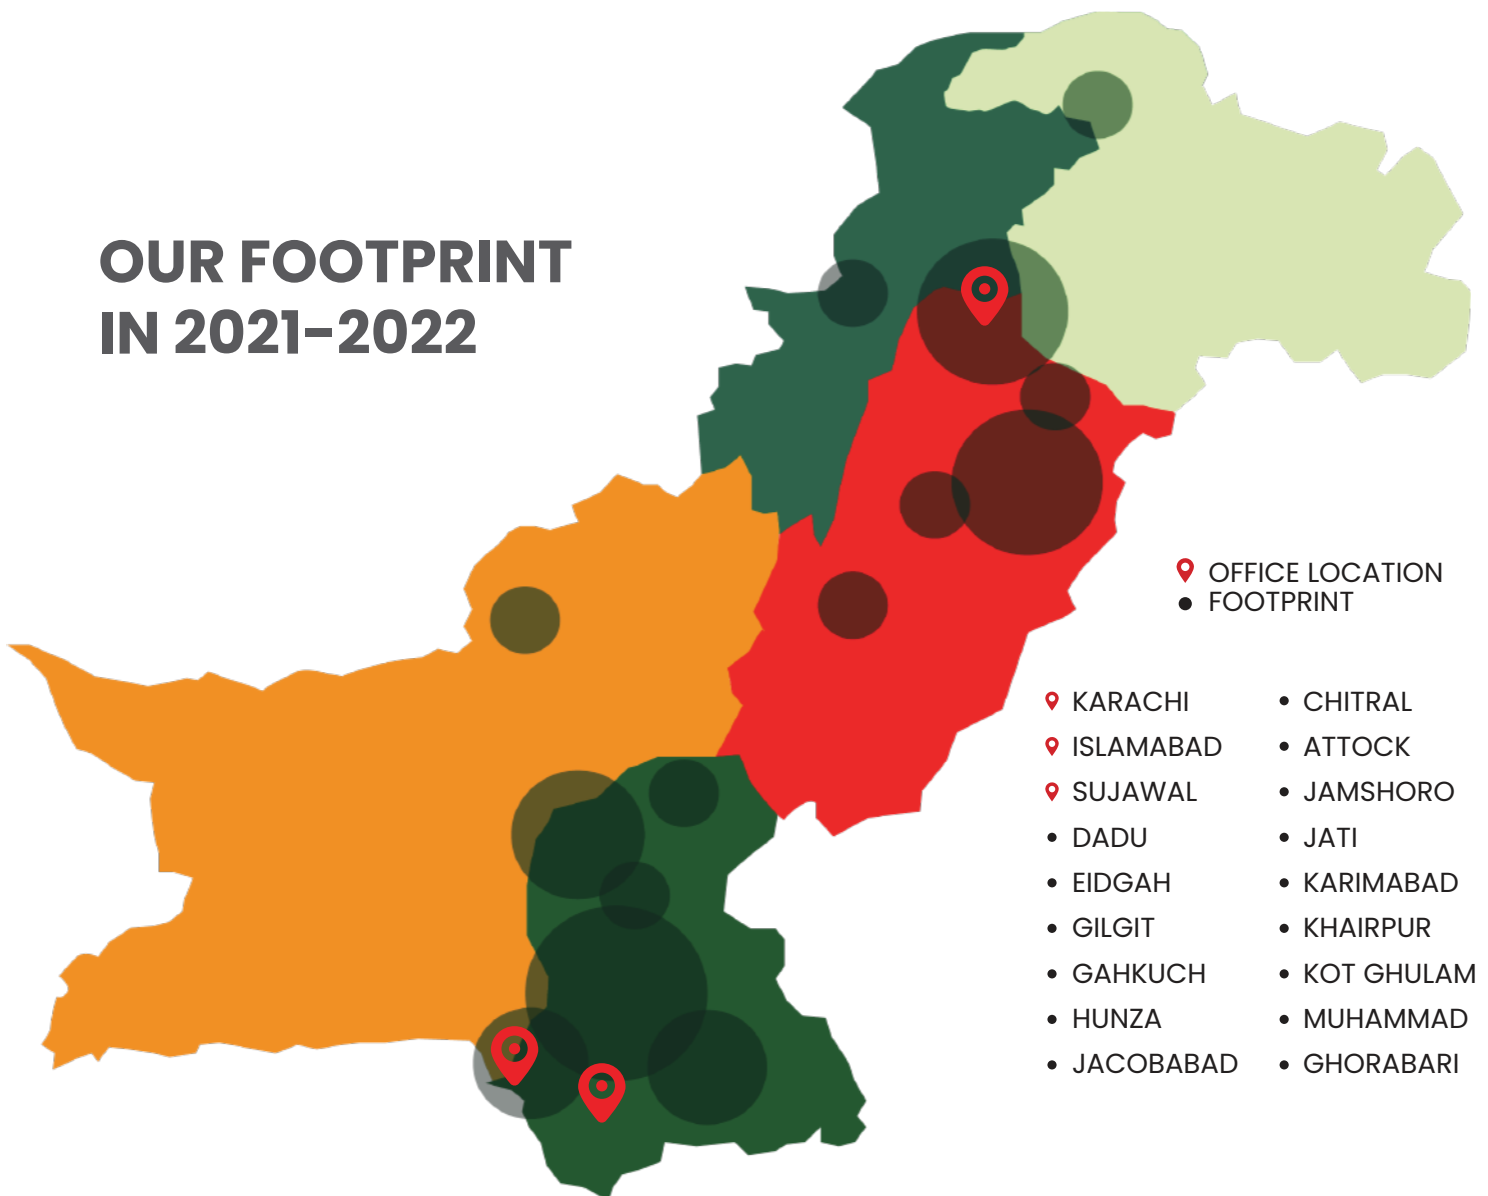 OUR FOOTPRINT
IN 2021-2022
OFFICE LOCATION
FOOTPRINT
KARACHI
ISLAMABAD
SUJAWAL
DADU
EIDGAH
GILGIT
GAHKUCH
HUNZA
JACOBABAD
CHITRAL
ATTOCK
JAMSHORO
JATI
KARIMABAD
KHAIRPUR
KOT GHULAM
MUHAMMAD
GHORABARI